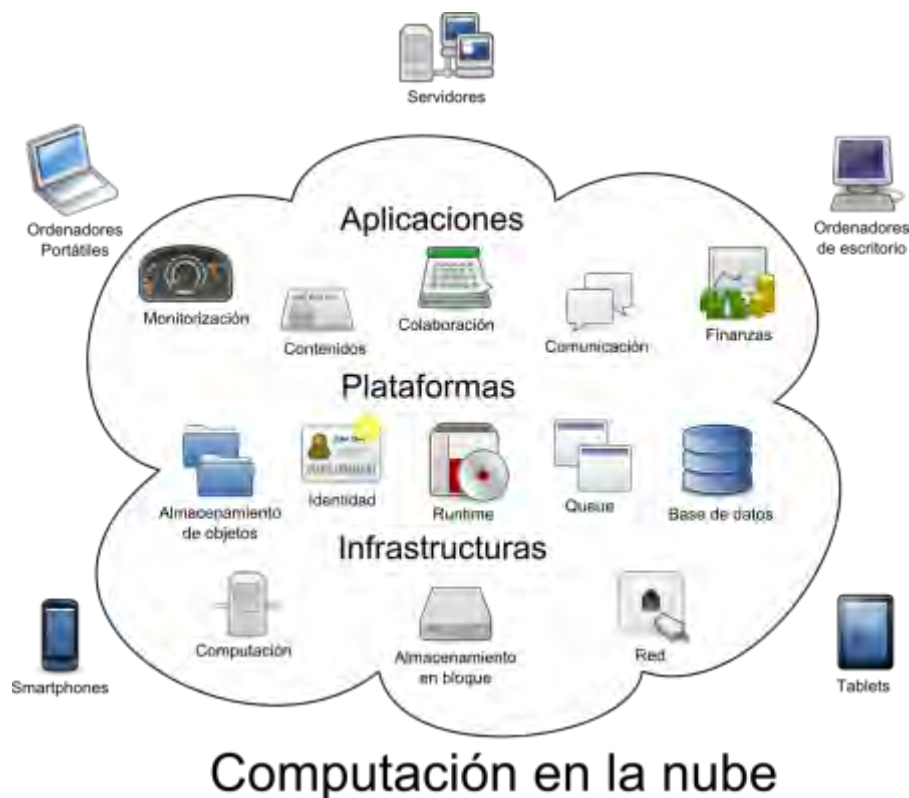 Servidores
Ordenadores
Portátiles
Ordenadores
de escritorio
Aplicaciones
Monitorización
Contenidos
Colaboración
Comunicación
Finanzas
Plataformas
Almacenamiento
de objetos
Identidad
Runtime
Queue
Base de datos
Infrastructuras
Computación
Almacenamiento
en bloque
Red
Smartphones
Tablets
Computación en la nube